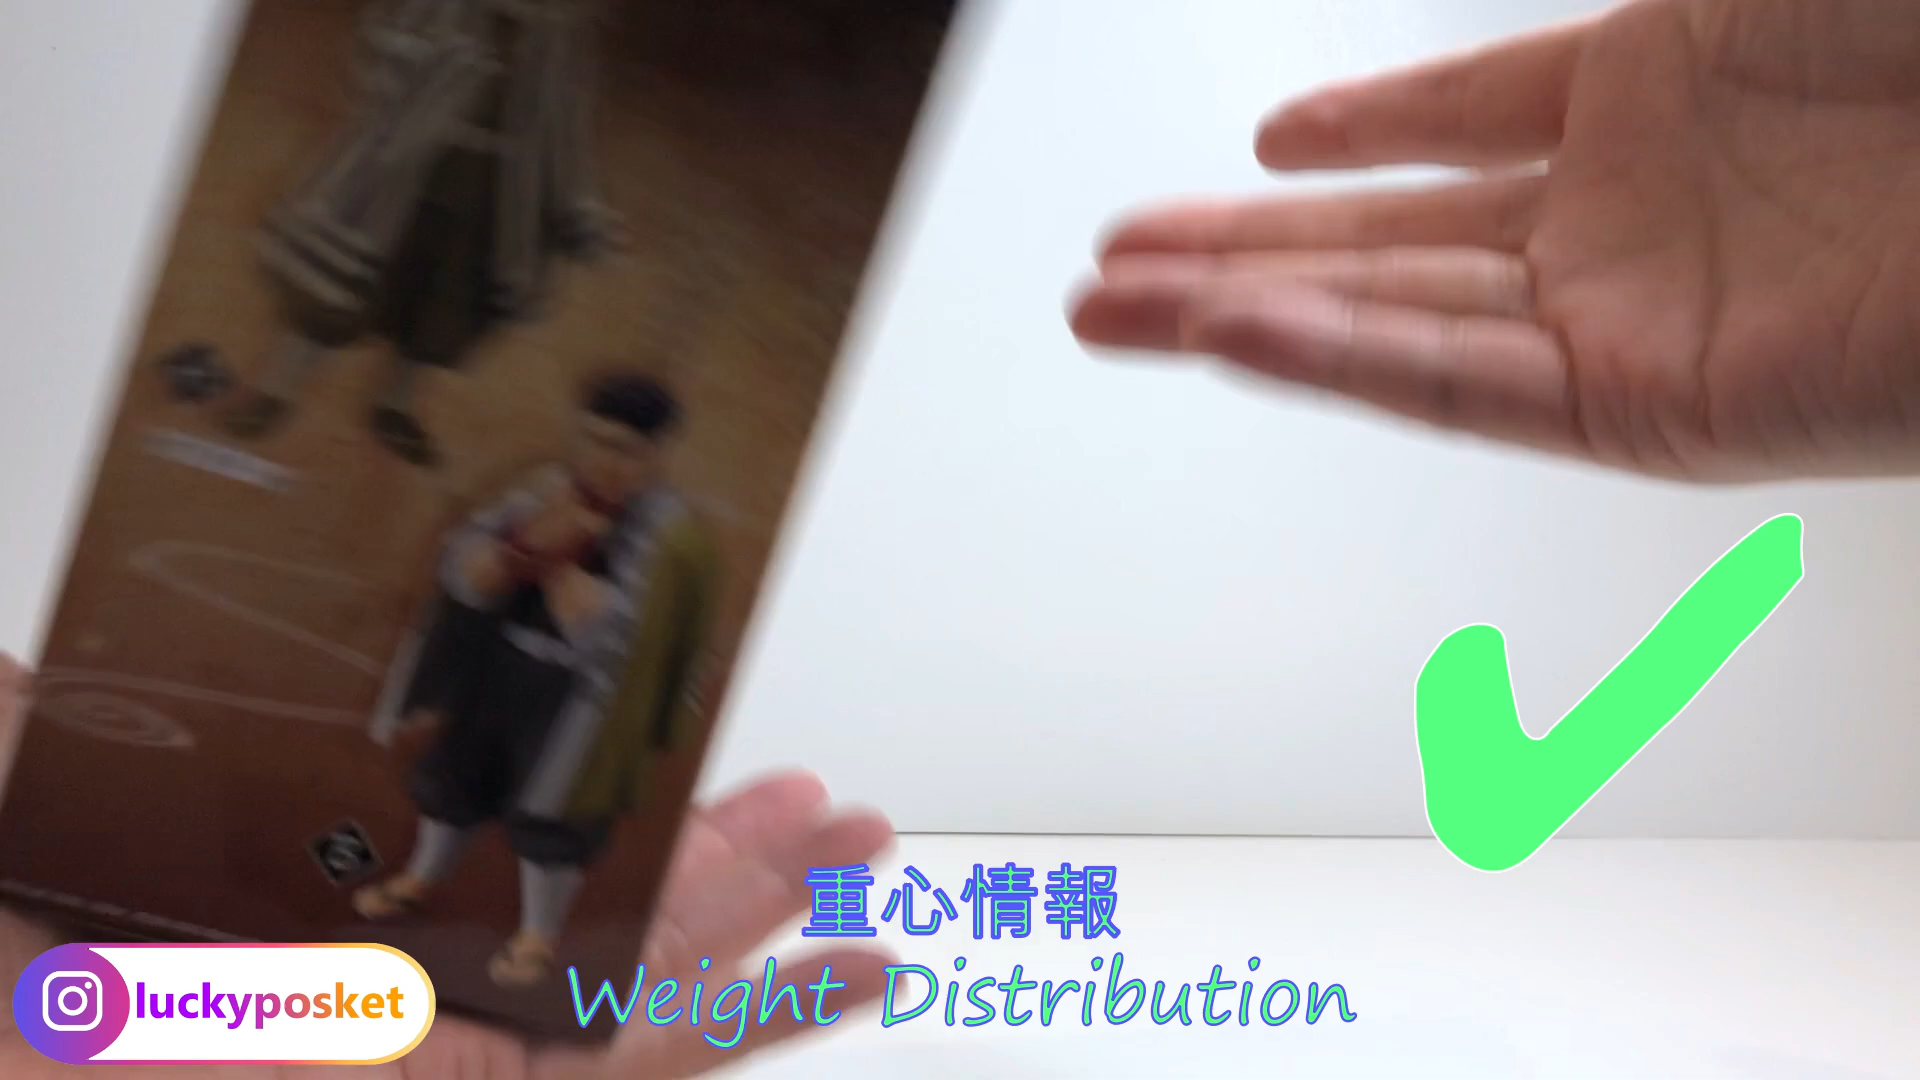 重心情報
Weight Distribution
luckyposket